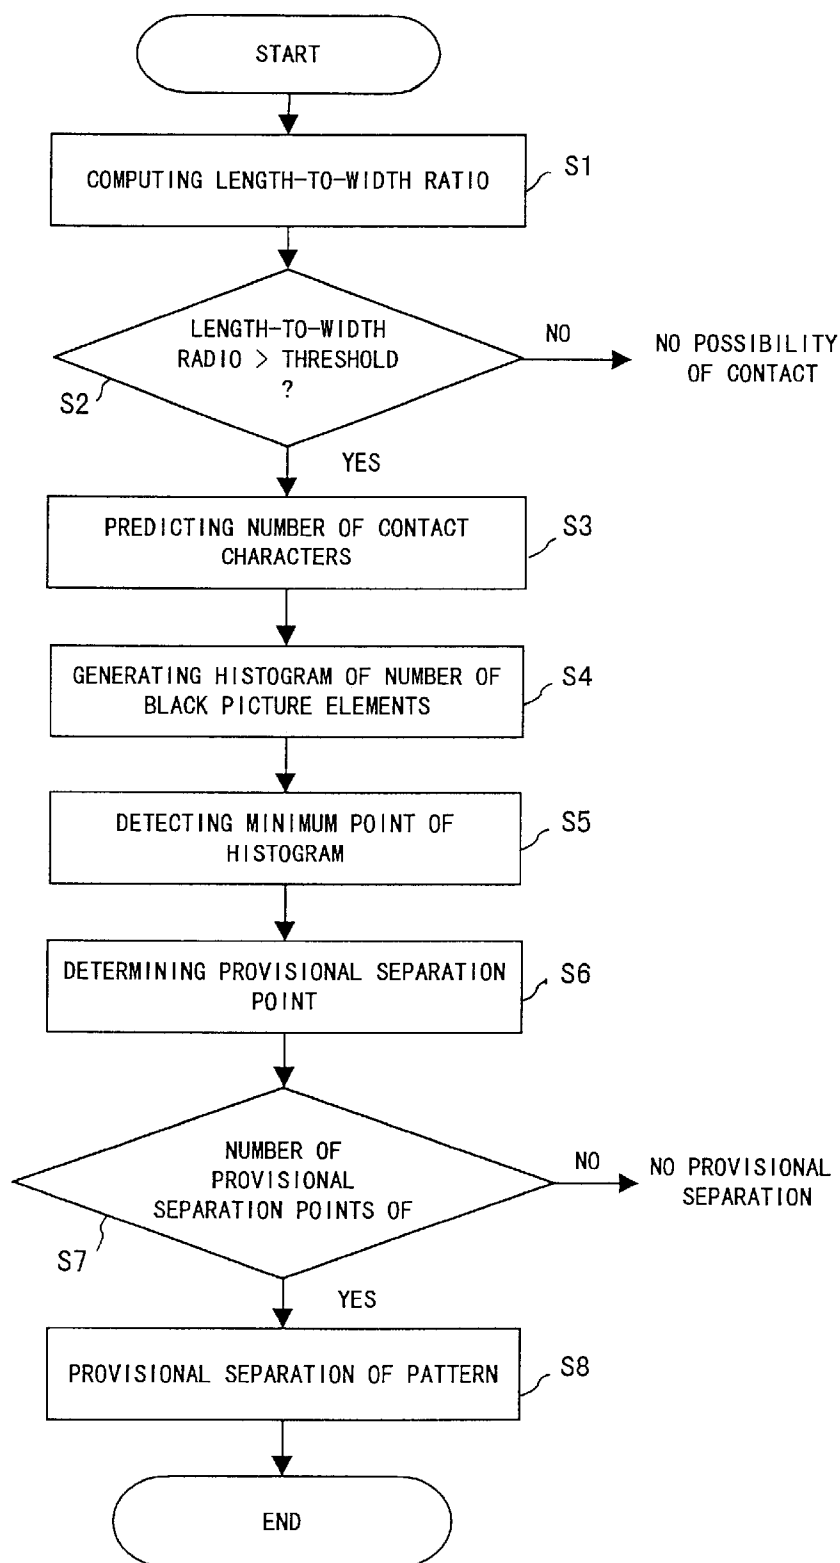 START
COMPUTING LENGTH-TO-WIDTH RATIO
S1
LENGTH-TO-WIDTH
RADIO > THRESHOLD
?
S2
NO
NO POSSIBILITY
OF CONTACT
YES
PREDICTING NUMBER OF CONTACT
CHARACTERS
S3
GENERATING HISTOGRAM OF NUMBER OF
BLACK PICTURE ELEMENTS
S4
DETECTING MINIMUM POINT OF
HISTOGRAM
S5
DETERMINING PROVISIONAL SEPARATION
POINT
S6
NUMBER OF
PROVISIONAL
SEPARATION POINTS OF
S7
NO
NO PROVISIONAL
SEPARATION
YES
PROVISIONAL SEPARATION OF PATTERN
S8
END